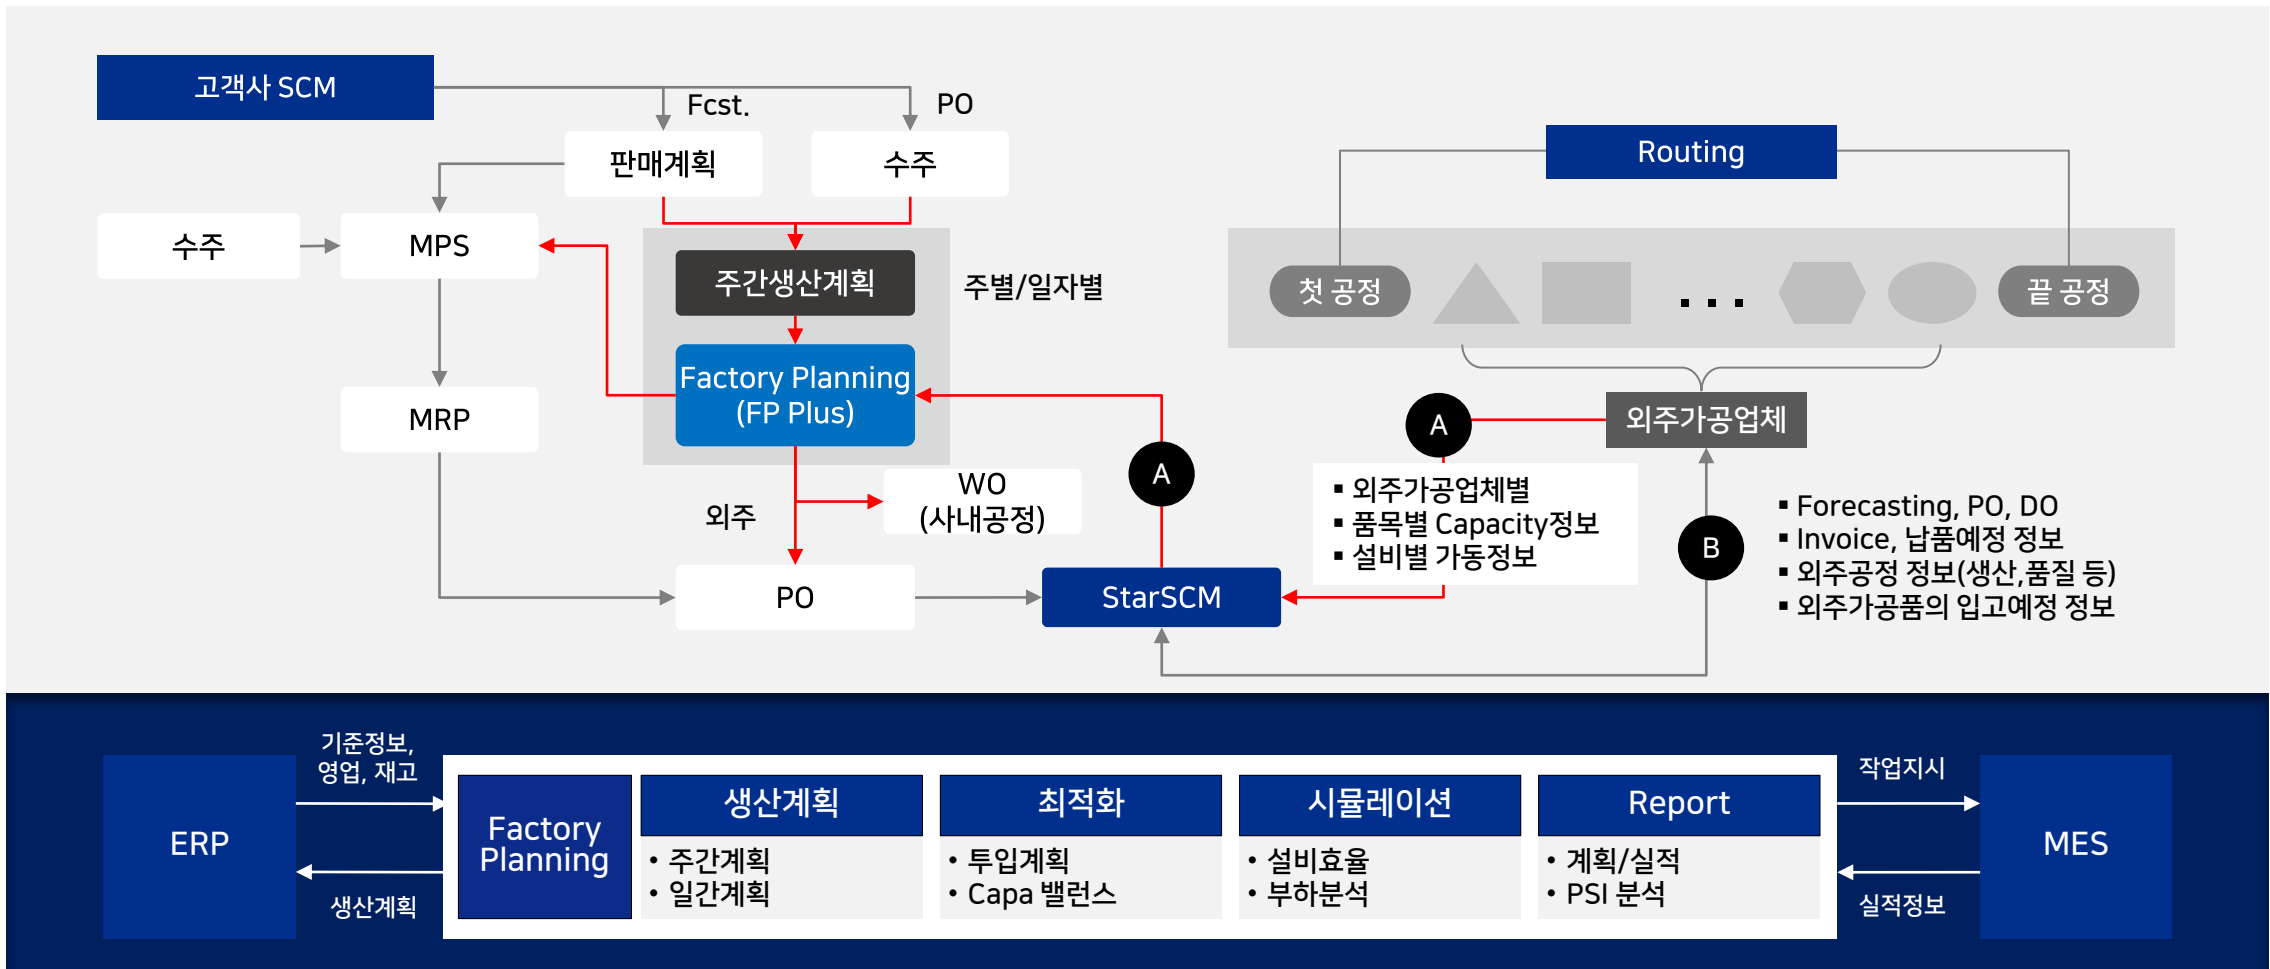 고객사 SCM
Fcst.
PO
판매계획
수주
Routing
수주
MPS
주간생산계획
주별/일자별
첫 공정
...
끝 공정
Factory Planning
(FP Plus)
MRP
A
외주가공업체
A
WO
(사내공정)
외주
▪ 외주가공업체별
▪ 품목별 Capacity정보
▪ 설비별 가동정보
B
▪ Forecasting, PO, DO
▪ Invoice, 납품예정 정보
▪ 외주공정 정보(생산,품질 등)
▪ 외주가공품의 입고예정 정보
PO
StarSCM
ERP
기준정보,
영업, 재고
생산계획
Factory
Planning
생산계획
• 주간계획
• 일간계획
최적화
• 투입계획
• Capa 밸런스
시뮬레이션
• 설비효율
• 부하분석
Report
• 계획/실적
• PSI 분석
작업지시
실적정보
MES